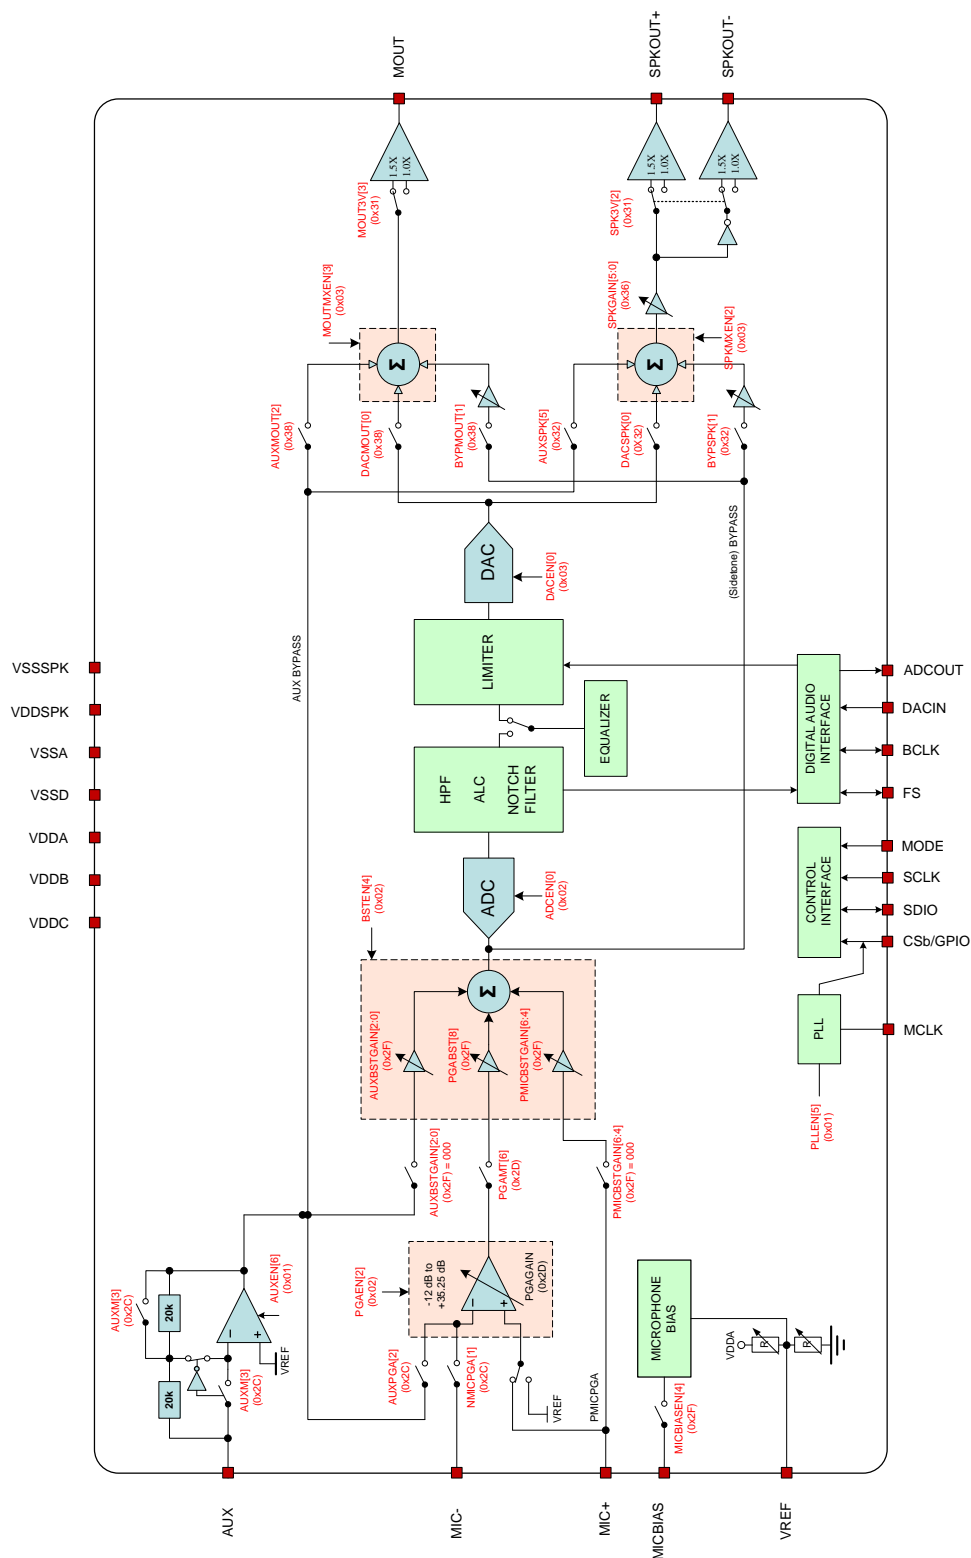 MOUT
SPKOUT+
SPKOUT-
1.5X
1.0X
1.5X
1.0X
1.5X
1.0X
MOUT3V[3]
(0x31)
SPK3V[2]
(0x31)
MOUTMXEN[3]
(0x03)
SPKGAIN[5:0]
(0x36)
SPKMXEN[2]
(0x03)
Σ
Σ
AUXMOUT[2]
(0x38)
DACMOUT[0]
(0x38)
BYPMOUT[1]
(0x38)
AUXSPK[5]
(0x32)
DACSPK[0]
(0X32)
BYPSPK[1]
(0x32)
AUX BYPASS
(Sidetone) BYPASS
DAC
DACEN[0]
(0x03)
LIMITER
EQUALIZER
HPF
ALC
NOTCH
FILTER
ADC
ADCEN[0]
(0x02)
BSTEN[4]
(0x02)
Σ
AUXBSTGAIN[2:0]
(0x2F)
PGABST[8]
(0x2F)
PMICBSTGAIN[6:4]
(0x2F)
AUXBSTGAIN[2:0]
(0x2F) = 000
PGAMT[6]
(0x2D)
PMICBSTGAIN[6:4]
(0x2F) = 000
PGAEN[2]
(0x02)
-12 dB to
+35.25 dB
PGAGAIN
(0x2D)
−
+
AUXM[3]
(0x2C)
20k
20k
AUXEN[6]
(0x01)
−
+
VREF
AUXM[3]
(0x2C)
AUXPGA[2]
(0x2C)
NMICPGA[1]
(0x2C)
VREF
PMICPGA
MICROPHONE
BIAS
MICBIASEN[4]
(0x2F)
VDDA
R
R
AUX
MIC-
MIC+
MICBIAS
VREF
VSSSPK
VDDSPK
VSSA
VSSD
VDDA
VDDB
VDDC
DIGITAL AUDIO
INTERFACE
ADCOUT
DACIN
BCLK
FS
CONTROL
INTERFACE
MODE
SCLK
SDIO
CSb/GPIO
PLL
MCLK
PLLEN[5]
(0x01)